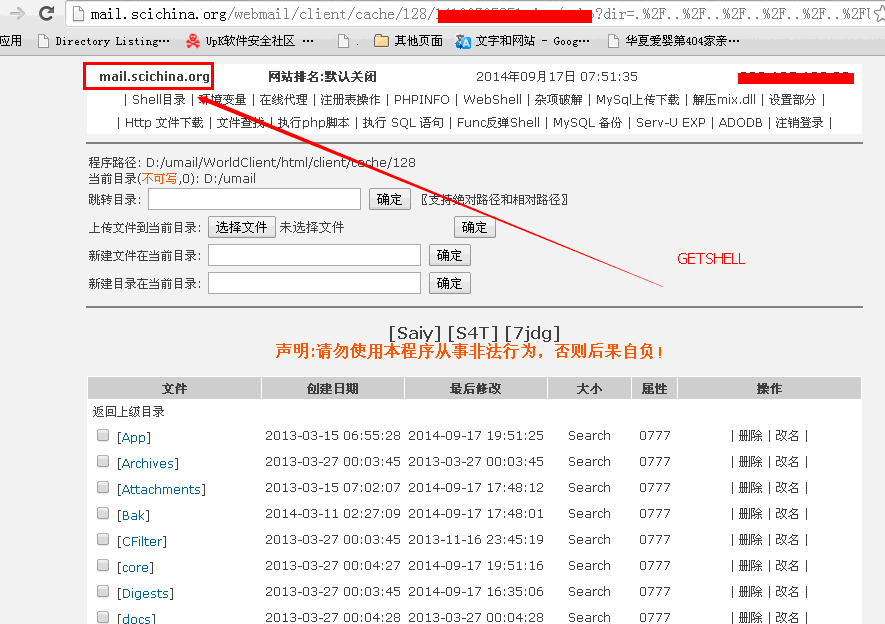 mail.scichina.org/webmail/client/cache/128/ ?dir=.%2F..%2F..%2F..%2F..%2F..%2F
应用 Directory Listing… UpK软件安全社区 … . 其他页面 文字和网站 - Goog… 华夏爱婴第404家亲…
mail.scichina.org 网站排名:默认关闭 2014年09月17日 07:51:35
| Shell目录 | 环境变量 | 在线代理 | 注册表操作 | PHPINFO | WebShell | 杂项破解 | MySql上传下载 | 解压mix.dll | 设置部分 |
| Http 文件下载 | 文件查找 | 执行php脚本 | 执行 SQL 语句 | Func反弹Shell | MySQL 备份 | Serv-U EXP | ADODB | 注销登录 |
程序路径: D:/umail/WorldClient/html/client/cache/128
当前目录(不可写,0): D:/umail
跳转目录: 确定 〖支持绝对路径和相对路径〗
上传文件到当前目录: 选择文件 未选择文件 确定
新建文件在当前目录: 确定
新建目录在当前目录: 确定
GETSHELL
[Saiy] [S4T] [7jdg]
声明:请勿使用本程序从事非法行为，否则后果自负!
文件 创建日期 最后修改 大小 属性 操作
返回上级目录
[App] 2013-03-15 06:55:28 2014-09-17 19:51:25 Search 0777 | 删除 | 改名 |
[Archives] 2013-03-27 00:03:45 2013-03-27 00:03:45 Search 0777 | 删除 | 改名 |
[Attachments] 2013-03-15 07:02:07 2014-09-17 17:48:12 Search 0777 | 删除 | 改名 |
[Bak] 2014-03-11 02:27:09 2014-09-17 17:48:01 Search 0777 | 删除 | 改名 |
[CFilter] 2013-03-27 00:03:45 2013-11-16 23:45:19 Search 0777 | 删除 | 改名 |
[core] 2013-03-27 00:04:27 2014-09-17 19:51:16 Search 0777 | 删除 | 改名 |
[Digests] 2013-03-27 00:03:45 2014-09-17 16:35:06 Search 0777 | 删除 | 改名 |
[docs] 2013-03-27 00:04:28 2013-03-27 00:04:28 Search 0777 | 删除 | 改名 |